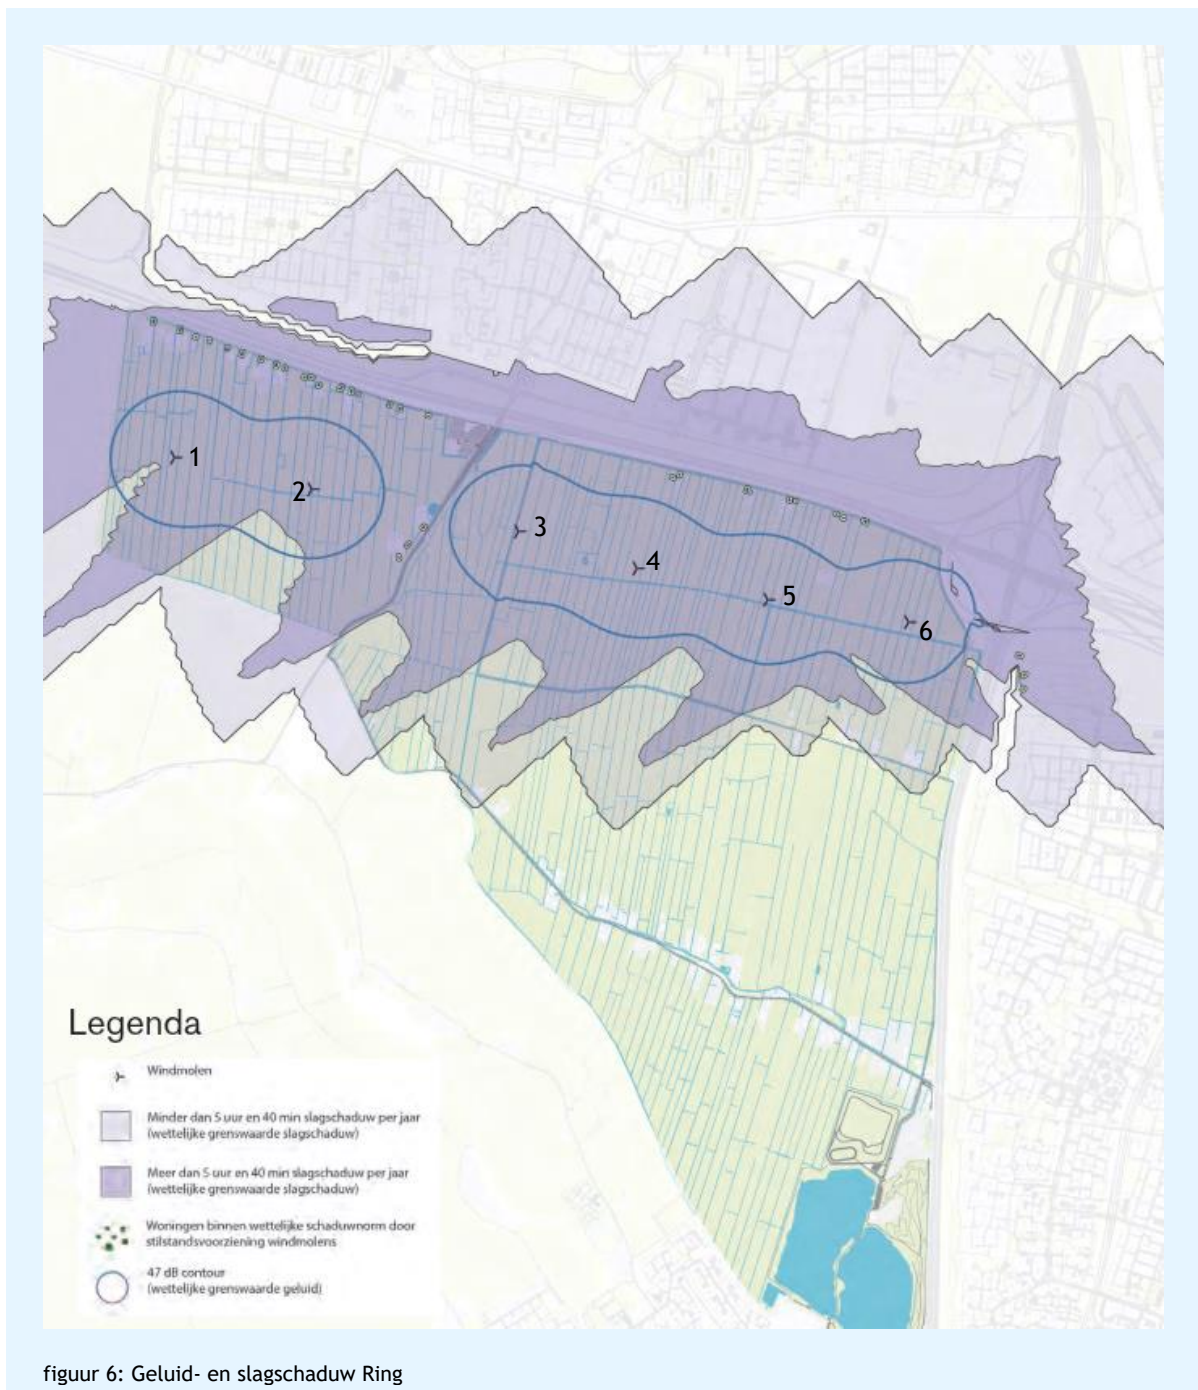 1
2
3
4
5
6
Legenda
Windmolen
Minder dan 5 uur en 40 min slagschaduw per jaar
(wettelijke grenswaarde slagschaduw)
Meer dan 5 uur en 40 min slagschaduw per jaar
(wettelijke grenswaarde slagschaduw)
Woningen binnen wettelijke schaduwnorm door
stilstandsvoorziening windmolens
47 dB contour
(wettelijke grenswaarde geluid)
figuur 6: Geluid- en slagschaduw Ring